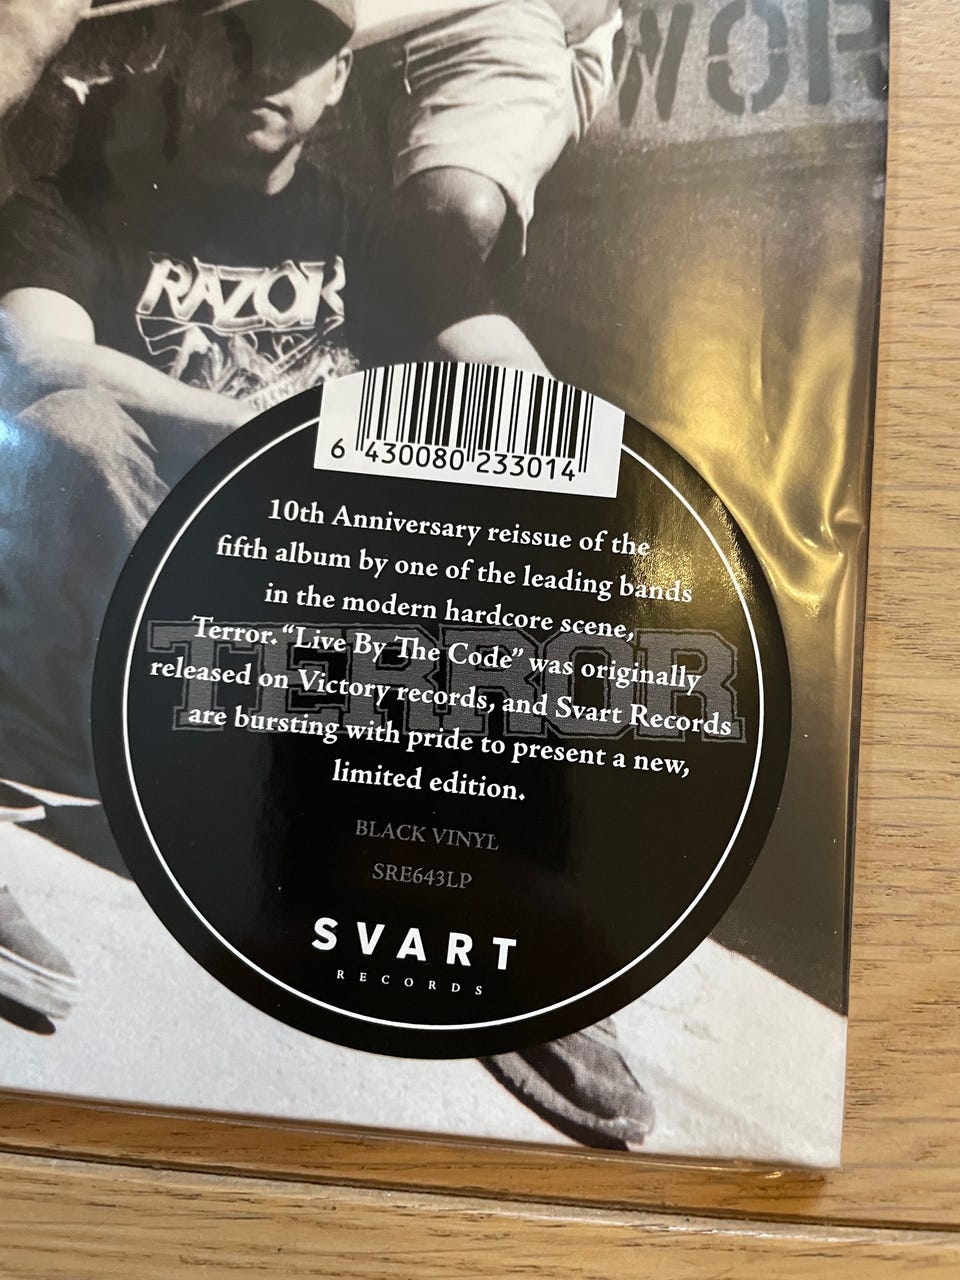 WOR
RAZOR
6 430080 233014
10th Anniversary reissue of the
fifth album by one of the leading bands
in the modern hardcore scene,
Terror. “Live By The Code” was originally
released on Victory records, and Svart Records
are bursting with pride to present a new,
limited edition.
TERROR
BLACK VINYL
SRE643LP
SVART
RECORDS